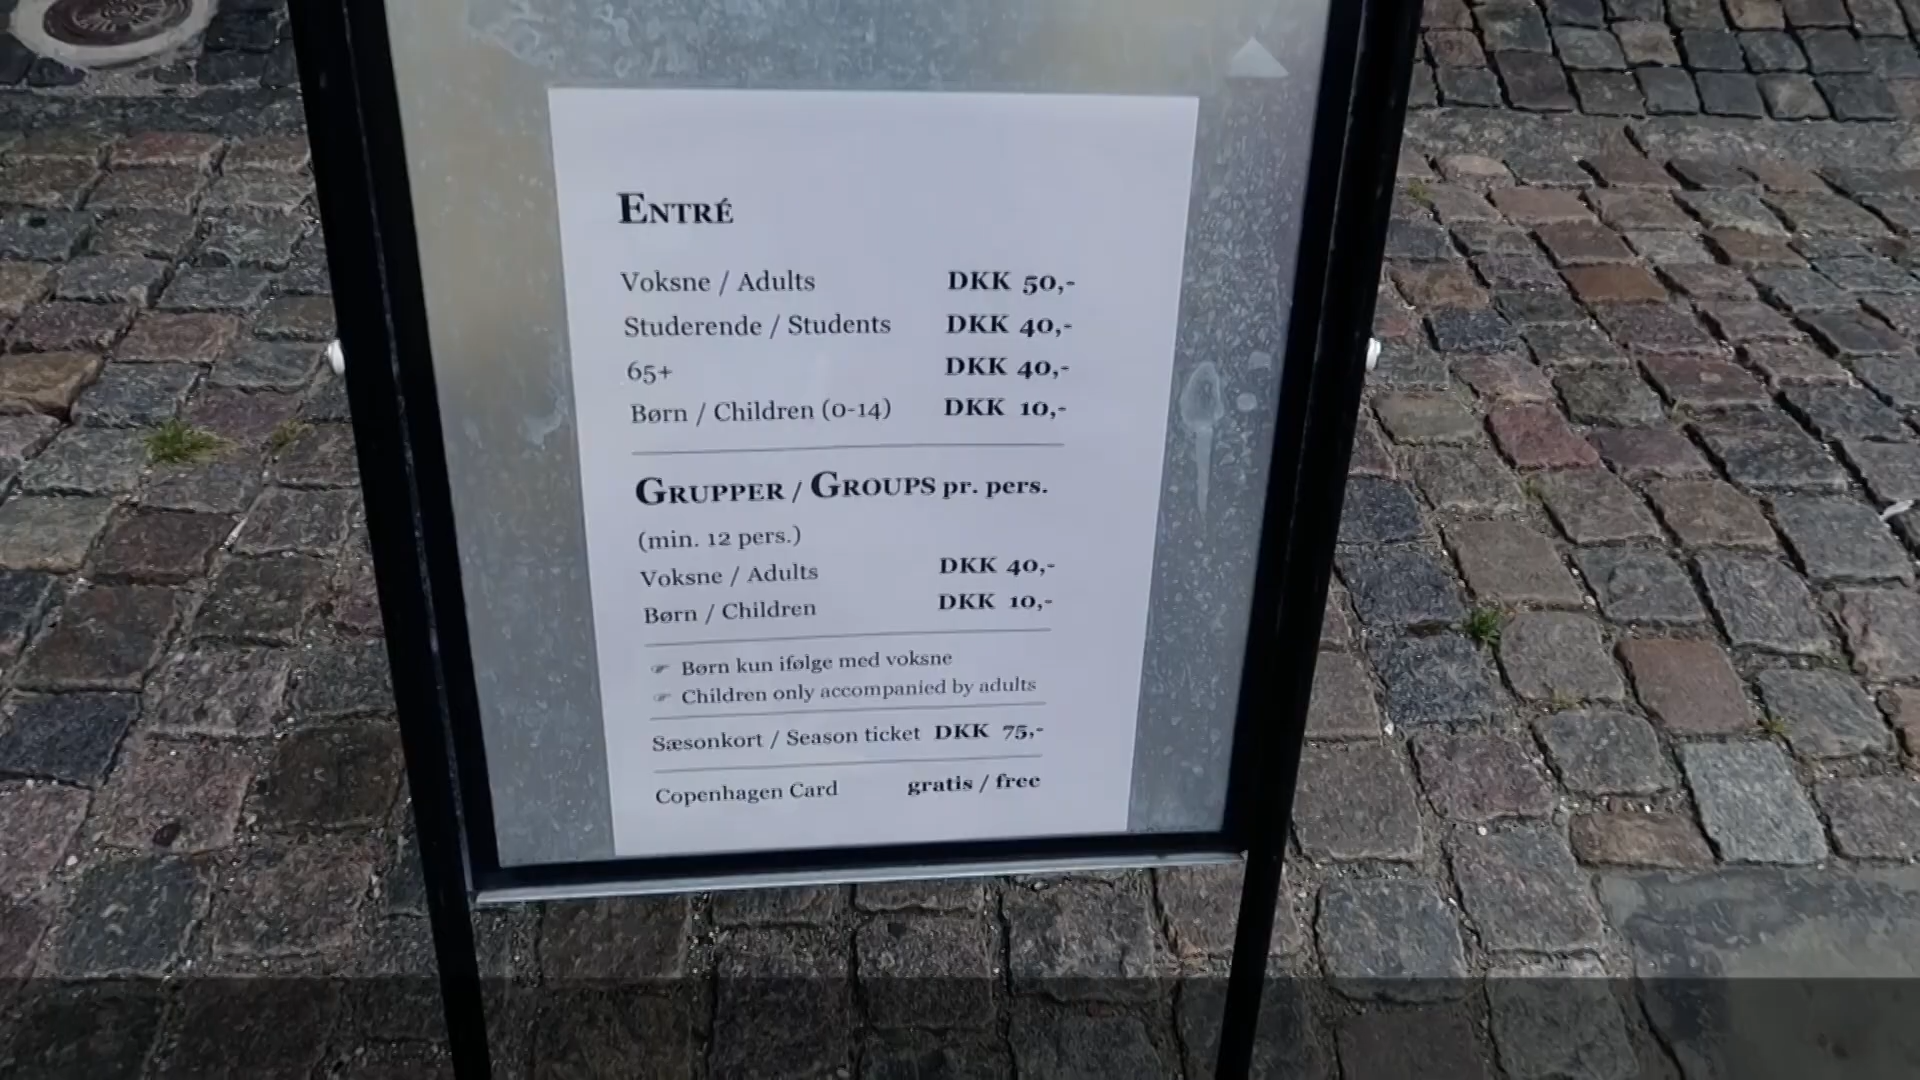 Entré
Voksne / Adults DKK 50,-
Studerende / Students DKK 40,-
65+ DKK 40,-
Børn / Children (0-14) DKK 10,-
Grupper / Groups pr. pers.
(min. 12 pers.)
Voksne / Adults DKK 40,-
Børn / Children DKK 10,-
☞ Børn kun ifølge med voksne
☞ Children only accompanied by adults
Sæsonkort / Season ticket DKK 75,-
Copenhagen Card gratis / free